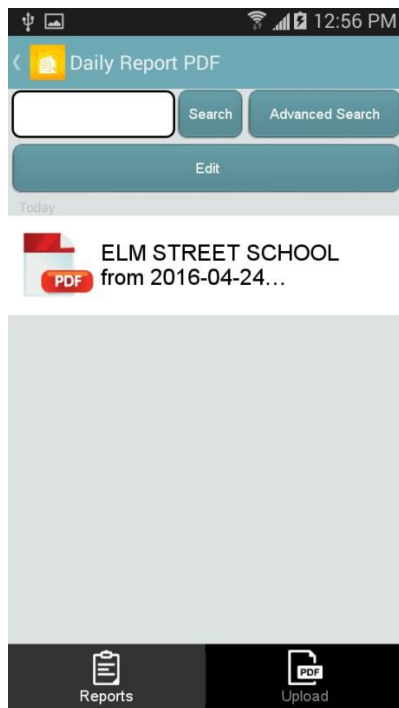 12:56 PM
Daily Report PDF
Search
Advanced Search
Edit
Today
PDF
ELM STREET SCHOOL
from 2016-04-24…
PDF
Reports
Upload